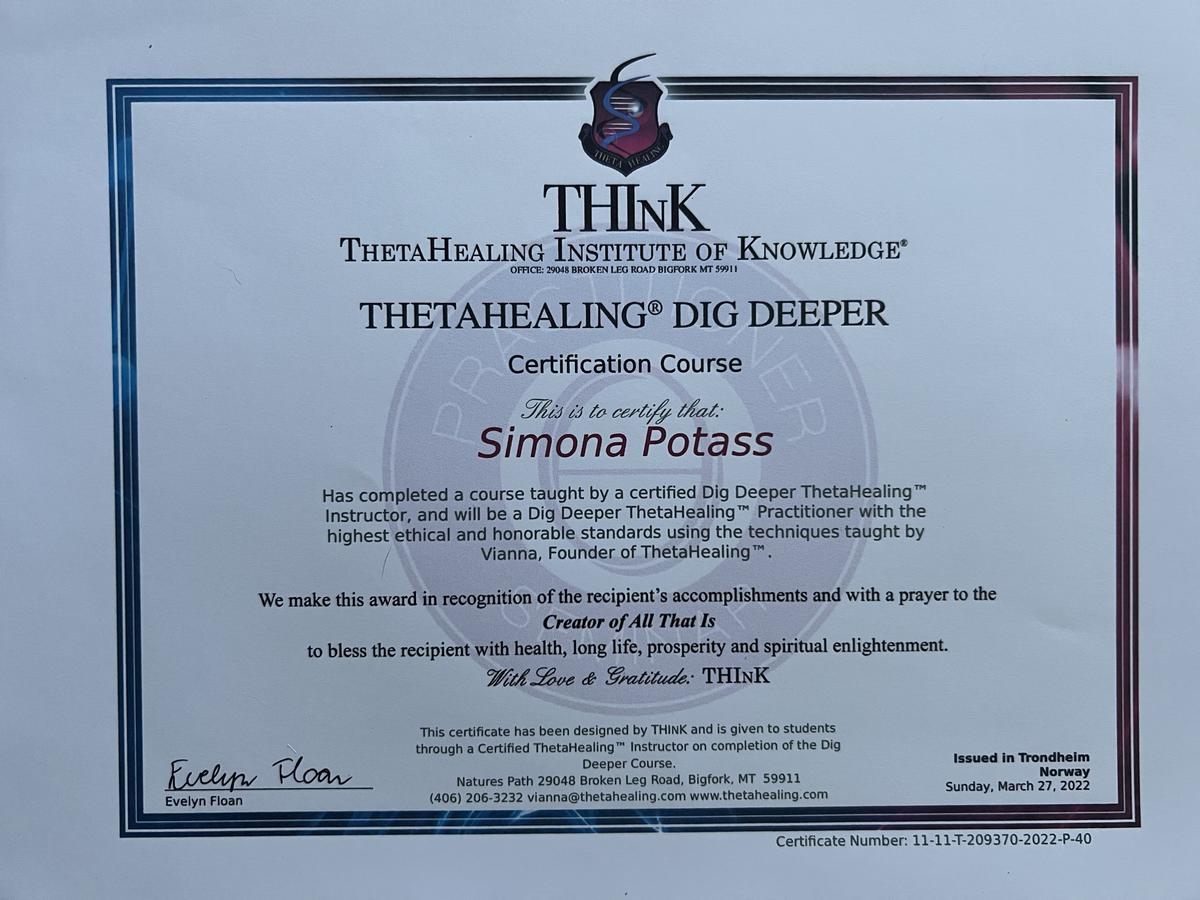 THETA HEALING
THInK
ThetaHealing Institute of Knowledge®
OFFICE: 29048 BROKEN LEG ROAD BIGFORK MT 59911
THETAHEALING® DIG DEEPER
Certification Course
This is to certify that:
Simona Potass
Has completed a course taught by a certified Dig Deeper ThetaHealing™
Instructor, and will be a Dig Deeper ThetaHealing™ Practitioner with the
highest ethical and honorable standards using the techniques taught by
Vianna, Founder of ThetaHealing™.
We make this award in recognition of the recipient's accomplishments and with a prayer to the
Creator of All That Is
to bless the recipient with health, long life, prosperity and spiritual enlightenment.
With Love & Gratitude: THInK
This certificate has been designed by THINK and is given to students
through a Certified ThetaHealing™ Instructor on completion of the Dig
Deeper Course.
Natures Path 29048 Broken Leg Road, Bigfork, MT 59911
(406) 206-3232 vianna@thetahealing.com www.thetahealing.com
Evelyn Floan
Evelyn Floan
Issued in Trondheim
Norway
Sunday, March 27, 2022
Certificate Number: 11-11-T-209370-2022-P-40
PRACTITIONER